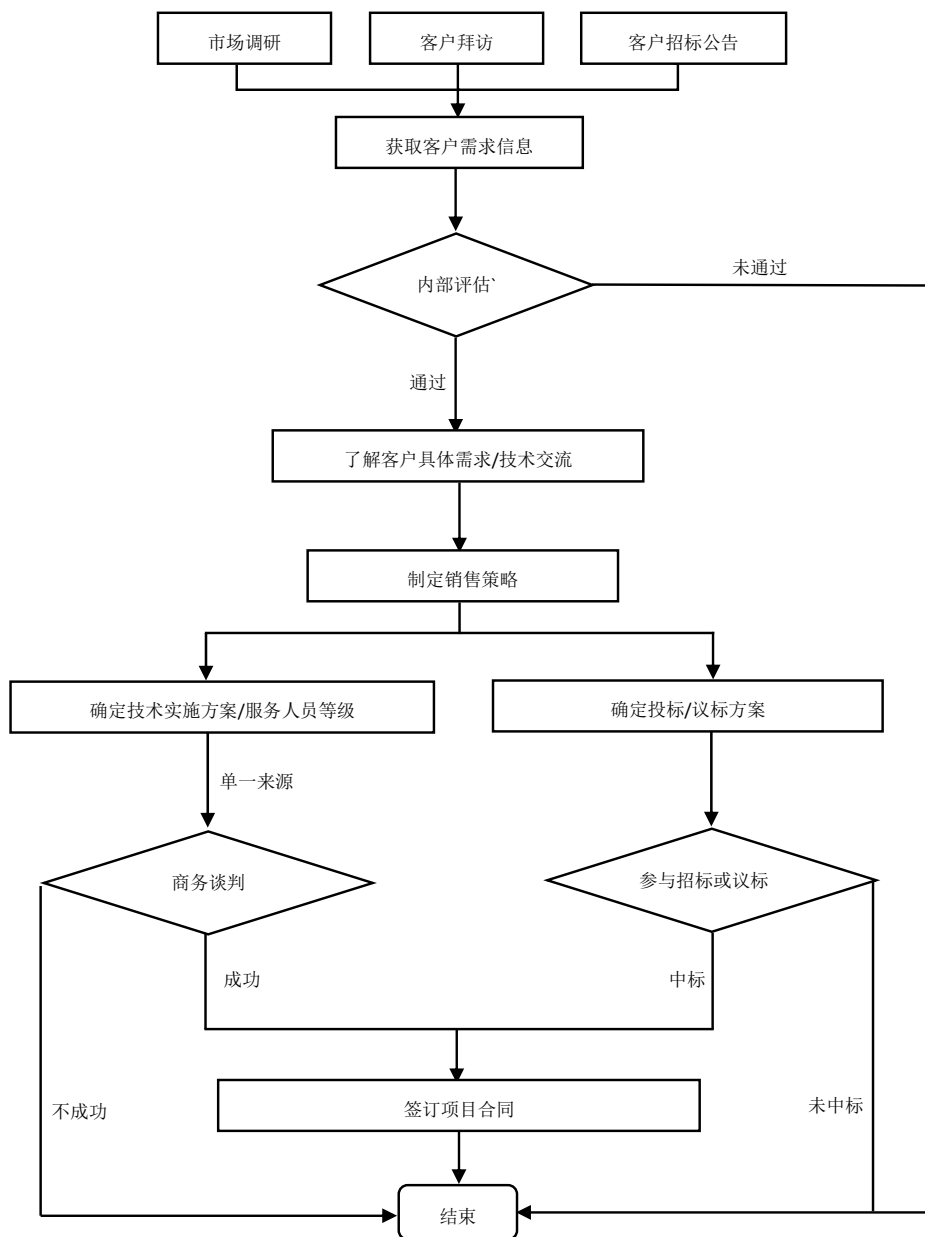 市场调研
客户拜访
客户招标公告
获取客户需求信息
内部评估`
未通过
通过
了解客户具体需求/技术交流
制定销售策略
确定技术实施方案/服务人员等级
确定投标/议标方案
单一来源
商务谈判
参与招标或议标
成功
中标
不成功
签订项目合同
未中标
结束